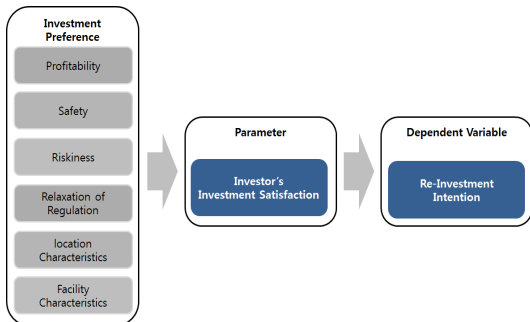 Investment
Preference
Profitability
Safety
Riskiness
Relaxation of
Regulation
location
Characteristics
Facility
Characteristics
Parameter
Investor's
Investment Satisfaction
Dependent Variable
Re-Investment
Intention